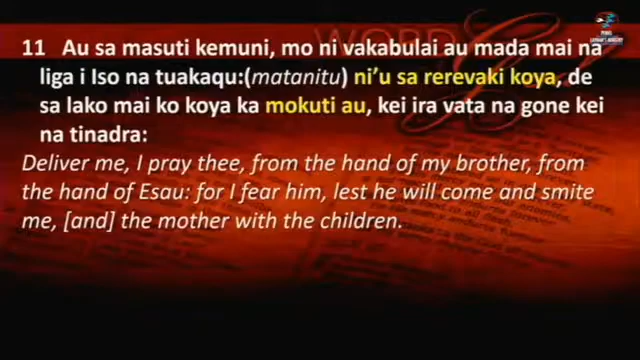 WORD
God
11 Au sa masuti kemuni, mo ni vakabulai au mada mai na
liga i Iso na tuakaqu:(matanitu) ni'u sa rerevaki koya, de
sa lako mai ko koya ka mokuti au, kei ira vata na gone kei
na tinadra:
Deliver me, I pray thee, from the hand of my brother, from
the hand of Esau: for I fear him, lest he will come and smite
me, [and] the mother with the children.